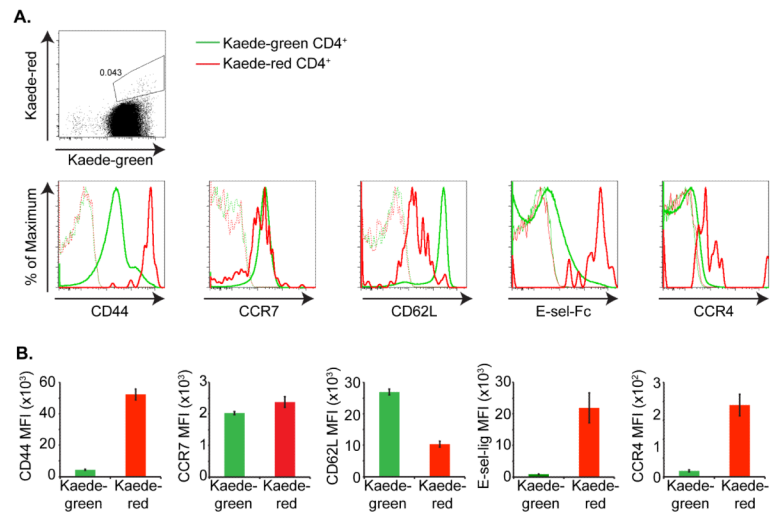 A.
Kaede-red
0.043
Kaede-green
Kaede-green CD4+
Kaede-red CD4+
% of Maximum
CD44
CCR7
CD62L
E-sel-Fc
CCR4
B.
CD44 MFI (x10³)
60
40
20
0
Kaede-green
Kaede-red
CCR7 MFI (x10³)
3
2
1
0
Kaede-green
Kaede-red
CD62L MFI (x10³)
30
20
10
0
Kaede-green
Kaede-red
E-sel-lig MFI (x10³)
30
20
10
0
Kaede-green
Kaede-red
CCR4 MFI (x10²)
3
2
1
0
Kaede-green
Kaede-red